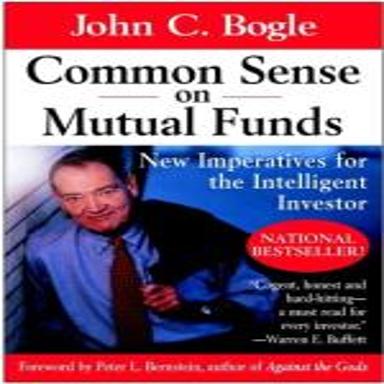 John C. Bogle
Common Sense
on
Mutual Funds
New Imperatives for
the Intelligent
Investor
NATIONAL
BESTSELLER!
"Cogent, honest and
hard-hitting—
a must read for
every investor."
—Warren E. Buffett
Foreword by Peter L. Bernstein, author of Against the Gods